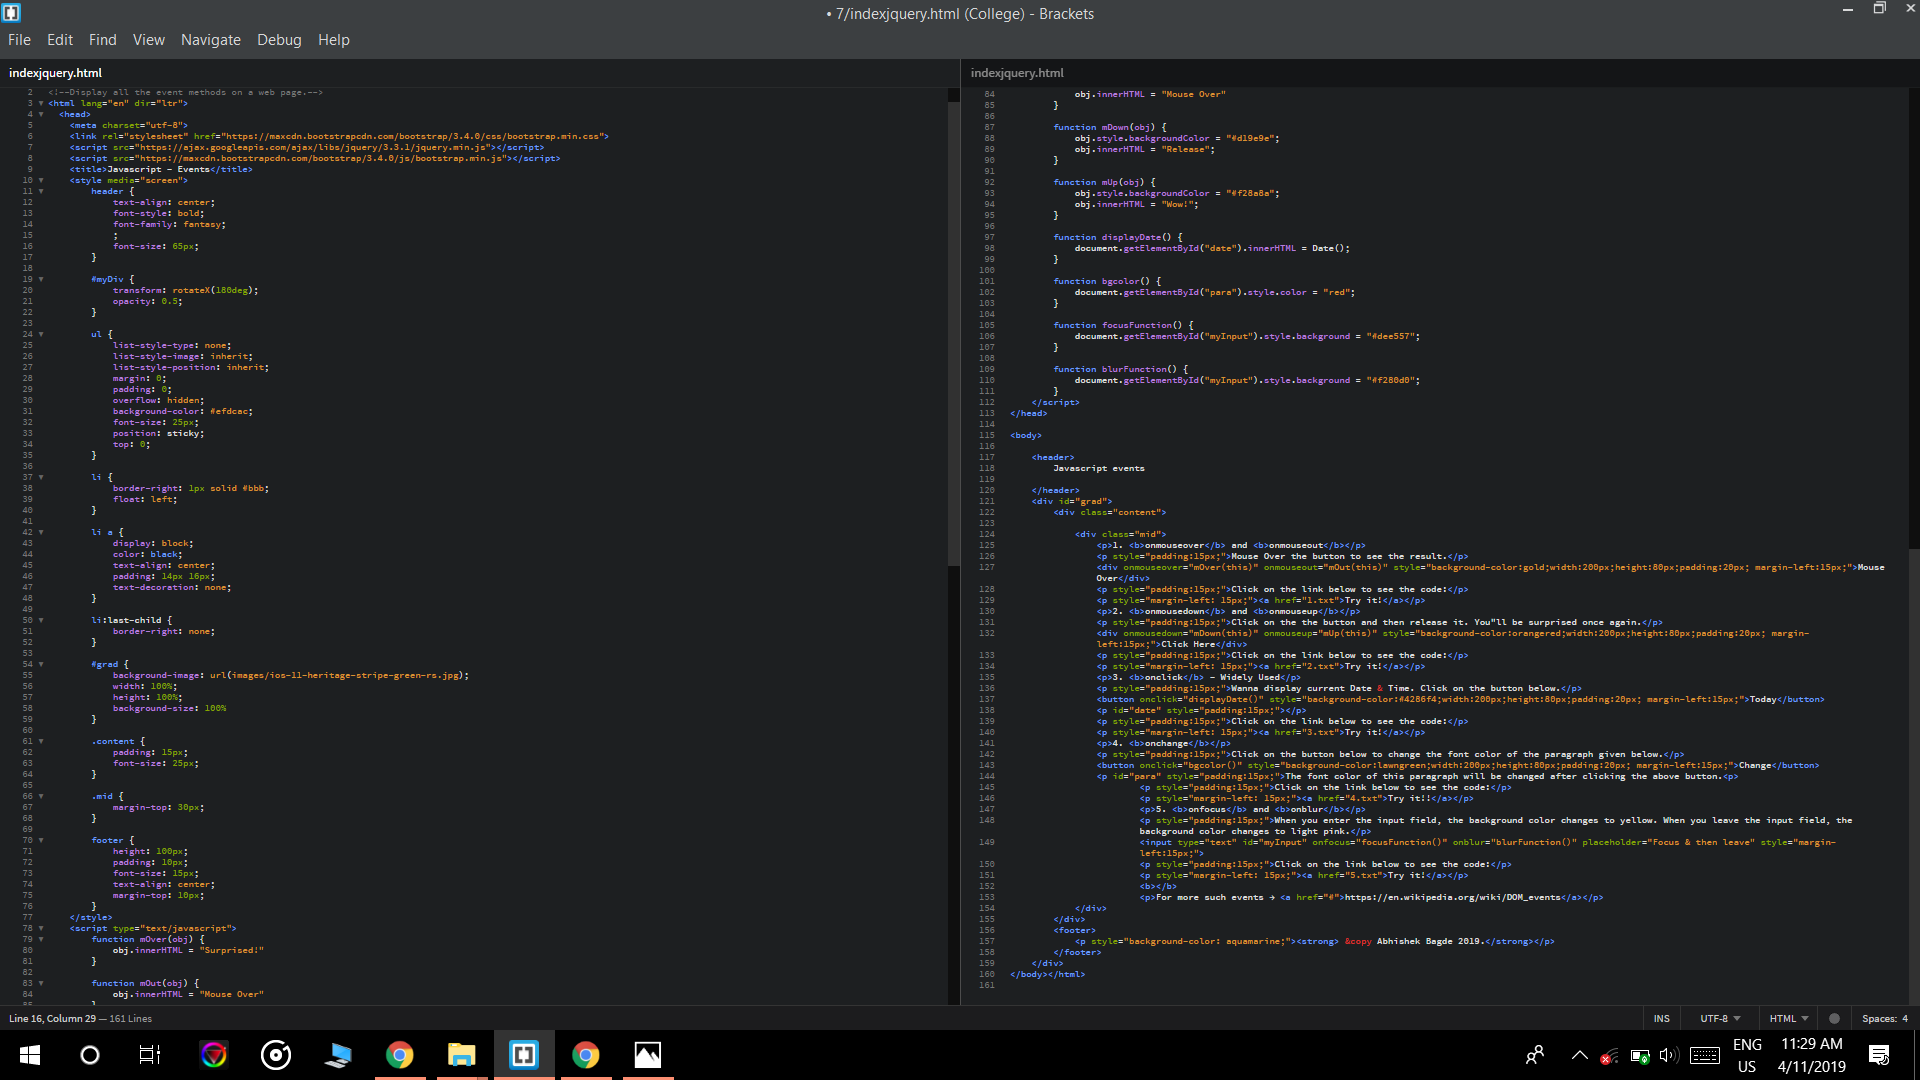 • 7/indexjquery.html (College) - Brackets
File Edit Find View Navigate Debug Help
indexjquery.html
2 <!--Display all the event methods on a web page.-->
3 <html lang="en" dir="ltr">
4 <head>
5 <meta charset="utf-8">
6 <link rel="stylesheet" href="https://maxcdn.bootstrapcdn.com/bootstrap/3.4.0/css/bootstrap.min.css">
7 <script src="https://ajax.googleapis.com/ajax/libs/jquery/3.3.1/jquery.min.js"></script>
8 <script src="https://maxcdn.bootstrapcdn.com/bootstrap/3.4.0/js/bootstrap.min.js"></script>
9 <title>Javascript - Events</title>
10 <style media="screen">
11 header {
12 text-align: center;
13 font-style: bold;
14 font-family: fantasy;
15 ;
16 font-size: 65px;
17 }
18
19 #myDiv {
20 transform: rotateX(180deg);
21 opacity: 0.5;
22 }
23
24 ul {
25 list-style-type: none;
26 list-style-image: inherit;
27 list-style-position: inherit;
28 margin: 0;
29 padding: 0;
30 overflow: hidden;
31 background-color: #efdcac;
32 font-size: 25px;
33 position: sticky;
34 top: 0;
35 }
36
37 li {
38 border-right: 1px solid #bbb;
39 float: left;
40 }
41
42 li a {
43 display: block;
44 color: black;
45 text-align: center;
46 padding: 14px 16px;
47 text-decoration: none;
48 }
49
50 li:last-child {
51 border-right: none;
52 }
53
54 #grad {
55 background-image: url(images/ios-11-heritage-stripe-green-rs.jpg);
56 width: 100%;
57 height: 100%;
58 background-size: 100%
59 }
60
61 .content {
62 padding: 15px;
63 font-size: 25px;
64 }
65
66 .mid {
67 margin-top: 30px;
68 }
69
70 footer {
71 height: 100px;
72 padding: 10px;
73 font-size: 15px;
74 text-align: center;
75 margin-top: 10px;
76 }
77 </style>
78 <script type="text/javascript">
79 function mOver(obj) {
80 obj.innerHTML = "Surprised!"
81 }
82
83 function mOut(obj) {
84 obj.innerHTML = "Mouse Over"
indexjquery.html
84 obj.innerHTML = "Mouse Over"
85 }
86
87 function mDown(obj) {
88 obj.style.backgroundColor = "#d19e9e";
89 obj.innerHTML = "Release";
90 }
91
92 function mUp(obj) {
93 obj.style.backgroundColor = "#f28a8a";
94 obj.innerHTML = "Wow!";
95 }
96
97 function displayDate() {
98 document.getElementById("date").innerHTML = Date();
99 }
100
101 function bgcolor() {
102 document.getElementById("para").style.color = "red";
103 }
104
105 function focusFunction() {
106 document.getElementById("myInput").style.background = "#dee557";
107 }
108
109 function blurFunction() {
110 document.getElementById("myInput").style.background = "#f280d0";
111 }
112 </script>
113 </head>
114
115 <body>
116
117 <header>
118 Javascript events
119
120 </header>
121 <div id="grad">
122 <div class="content">
123
124 <div class="mid">
125 <p>1. <b>onmouseover</b> and <b>onmouseout</b></p>
126 <p style="padding:15px;">Mouse Over the button to see the result.</p>
127 <div onmouseover="mOver(this)" onmouseout="mOut(this)" style="background-color:gold;width:200px;height:80px;padding:20px; margin-left:15px;">Mouse
Over</div>
128 <p style="padding:15px;">Click on the link below to see the code:</p>
129 <p style="margin-left: 15px;"><a href="1.txt">Try it!</a></p>
130 <p>2. <b>onmousedown</b> and <b>onmouseup</b></p>
131 <p style="padding:15px;">Click on the the button and then release it. You"ll be surprised once again.</p>
132 <div onmousedown="mDown(this)" onmouseup="mUp(this)" style="background-color:orangered;width:200px;height:80px;padding:20px; margin-
left:15px;">Click Here</div>
133 <p style="padding:15px;">Click on the link below to see the code:</p>
134 <p style="margin-left: 15px;"><a href="2.txt">Try it!</a></p>
135 <p>3. <b>onclick</b> - Widely Used</p>
136 <p style="padding:15px;">Wanna display current Date & Time. Click on the button below.</p>
137 <button onclick="displayDate()" style="background-color:#4286f4;width:200px;height:80px;padding:20px; margin-left:15px;">Today</button>
138 <p id="date" style="padding:15px;"></p>
139 <p style="padding:15px;">Click on the link below to see the code:</p>
140 <p style="margin-left: 15px;"><a href="3.txt">Try it!</a></p>
141 <p>4. <b>onchange</b></p>
142 <p style="padding:15px;">Click on the button below to change the font color of the paragraph given below.</p>
143 <button onclick="bgcolor()" style="background-color:lawngreen;width:200px;height:80px;padding:20px; margin-left:15px;">Change</button>
144 <p id="para" style="padding:15px;">The font color of this paragraph will be changed after clicking the above button.<p>
145 <p style="padding:15px;">Click on the link below to see the code:</p>
146 <p style="margin-left: 15px;"><a href="4.txt">Try it!!</a></p>
147 <p>5. <b>onfocus</b> and <b>onblur</b></p>
148 <p style="padding:15px;">When you enter the input field, the background color changes to yellow. When you leave the input field, the
background color changes to light pink.</p>
149 <input type="text" id="myInput" onfocus="focusFunction()" onblur="blurFunction()" placeholder="Focus & then leave" style="margin-
left:15px;">
150 <p style="padding:15px;">Click on the link below to see the code:</p>
151 <p style="margin-left: 15px;"><a href="5.txt">Try it!</a></p>
152 <b></b>
153 <p>For more such events → <a href="#">https://en.wikipedia.org/wiki/DOM_events</a></p>
154 </div>
155 </div>
156 <footer>
157 <p style="background-color: aquamarine;"><strong> &copy Abhishek Bagde 2019.</strong></p>
158 </footer>
159 </div>
160 </body></html>
161
Line 16, Column 29 — 161 Lines
INS UTF-8 HTML Spaces: 4
ENG
US
11:29 AM
4/11/2019